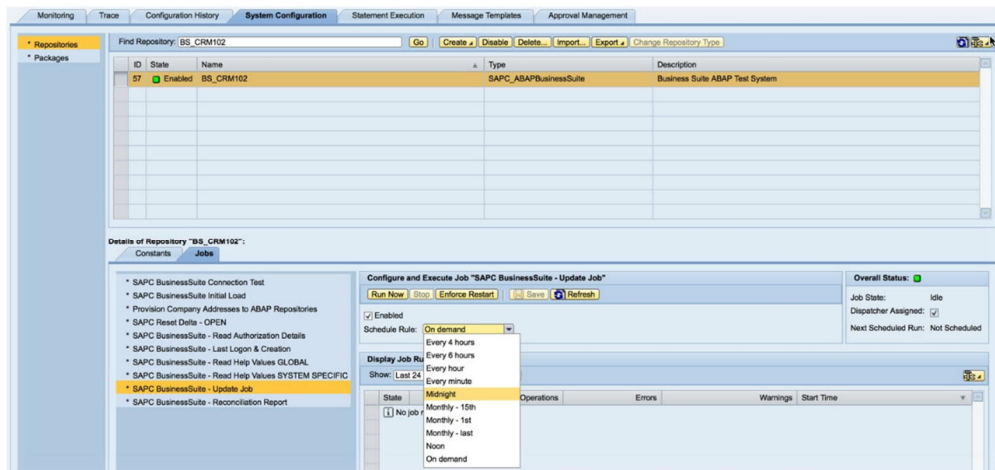 Monitoring Trace Configuration History System Configuration Statement Execution Message Templates Approval Management
* Repositories
* Packages
Find Repository: BS_CRM102 Go Create Disable Delete... Import... Export Change Repository Type
ID State Name Type Description
57 Enabled BS_CRM102 SAPC_ABAPBusinessSuite Business Suite ABAP Test System
Details of Repository "BS_CRM102":
Constants Jobs
* SAPC BusinessSuite Connection Test
* SAPC BusinessSuite Initial Load
* Provision Company Addresses to ABAP Repositories
* SAPC Reset Delta - OPEN
* SAPC BusinessSuite - Read Authorization Details
* SAPC BusinessSuite - Last Logon & Creation
* SAPC BusinessSuite - Read Help Values GLOBAL
* SAPC BusinessSuite - Read Help Values SYSTEM SPECIFIC
* SAPC BusinessSuite - Update Job
* SAPC BusinessSuite - Reconciliation Report
Configure and Execute Job "SAPC BusinessSuite - Update Job"
Run Now Stop Enforce Restart Save Refresh
Enabled
Schedule Rule: On demand
Every 4 hours
Every 6 hours
Every hour
Every minute
Midnight
Monthly - 15th
Monthly - 1st
Monthly - last
Noon
On demand
Display Job Ru
Show: Last 24
State Operations Errors Warnings Start Time
No job r
Overall Status:
Job State: Idle
Dispatcher Assigned:
Next Scheduled Run: Not Scheduled